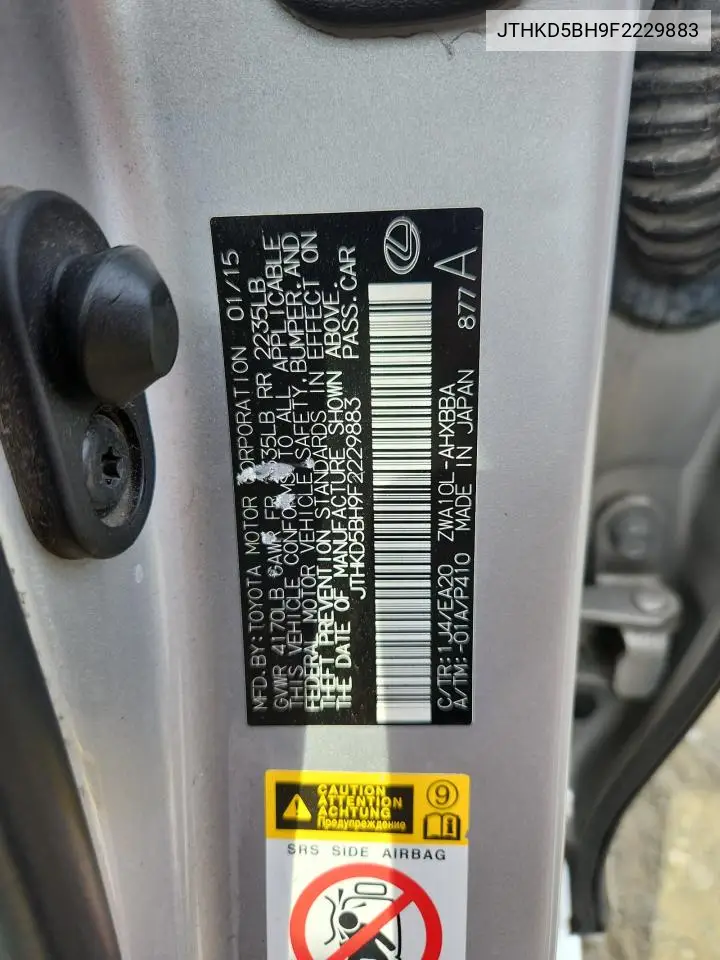 JTHKD5BH9F2229883
MFD. BY: TOYOTA MOTOR CORPORATION 01/15
GVWR 4170LB GAWR FR 35LB RR 2235LB
THIS VEHICLE CONFORMS TO ALL APPLICABLE
FEDERAL MOTOR VEHICLE SAFETY, BUMPER, AND
THEFT PREVENTION STANDARDS IN EFFECT ON
THE DATE OF MANUFACTURE SHOWN ABOVE.
JTHKD5BH9F2229883 PASS. CAR
C/TR: 1J4/EA20 ZWA10L-AHXBBA 877
A/TM: -01A/P410 MADE IN JAPAN A
CAUTION
ATTENTION
ACHTUNG
Предупреждение
9
SRS SIDE AIRBAG